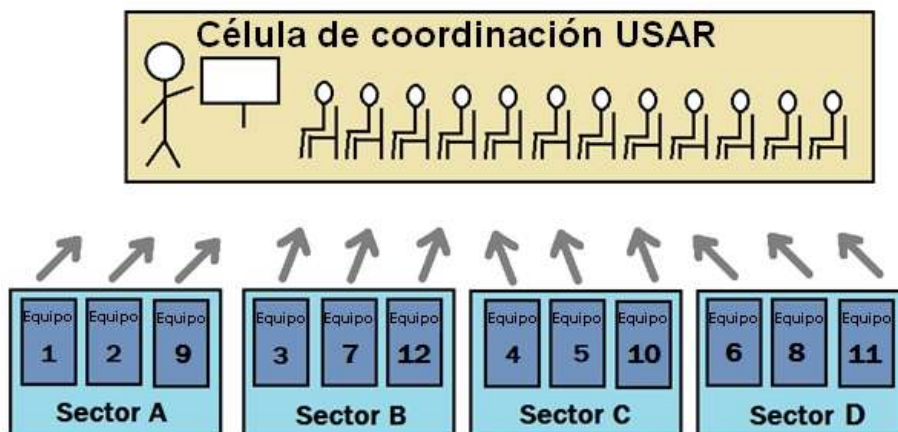 Célula de coordinación USAR
Equipo
1
Equipo
2
Equipo
9
Sector A
Equipo
3
Equipo
7
Equipo
12
Sector B
Equipo
4
Equipo
5
Equipo
10
Sector C
Equipo
6
Equipo
8
Equipo
11
Sector D